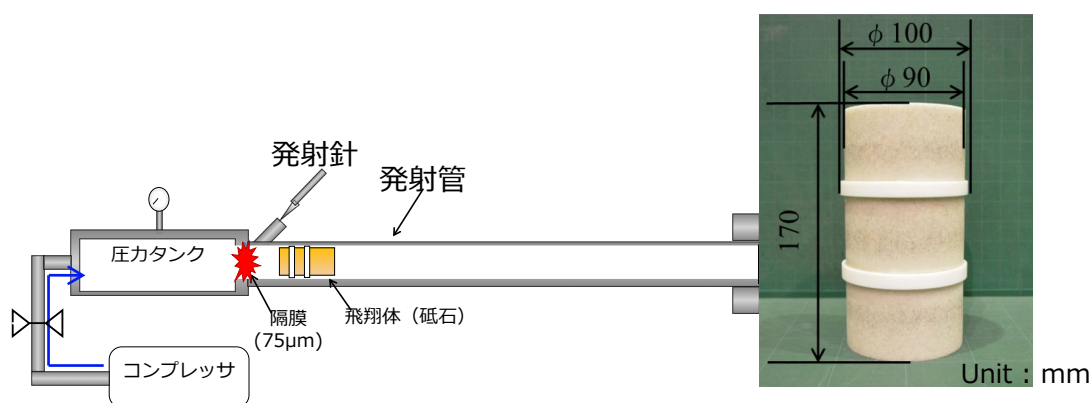 発射針
発射管
圧力タンク
隔膜
(75μm)
飛翔体（砥石）
コンプレッサ
φ100
φ90
170
Unit：mm